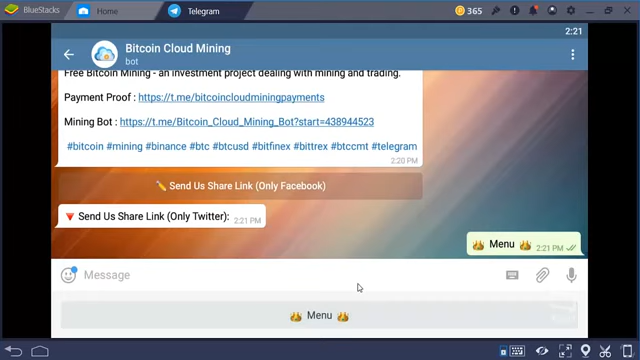 BlueStacks
Home
Telegram
365
2:21
Bitcoin Cloud Mining
bot
Free Bitcoin Mining - an investment project dealing with mining and trading.
Payment Proof : https://t.me/bitcoincloudminingpayments
Mining Bot : https://t.me/Bitcoin_Cloud_Mining_Bot?start=438944523
#bitcoin #mining #binance #btc #btcusd #bitfinex #bittrex #btccmt #telegram
2:20 PM
✏️ Send Us Share Link (Only Facebook)
🔻 Send Us Share Link (Only Twitter): 2:21 PM
👑 Menu 👑 2:21 PM
Message
👑 Menu 👑